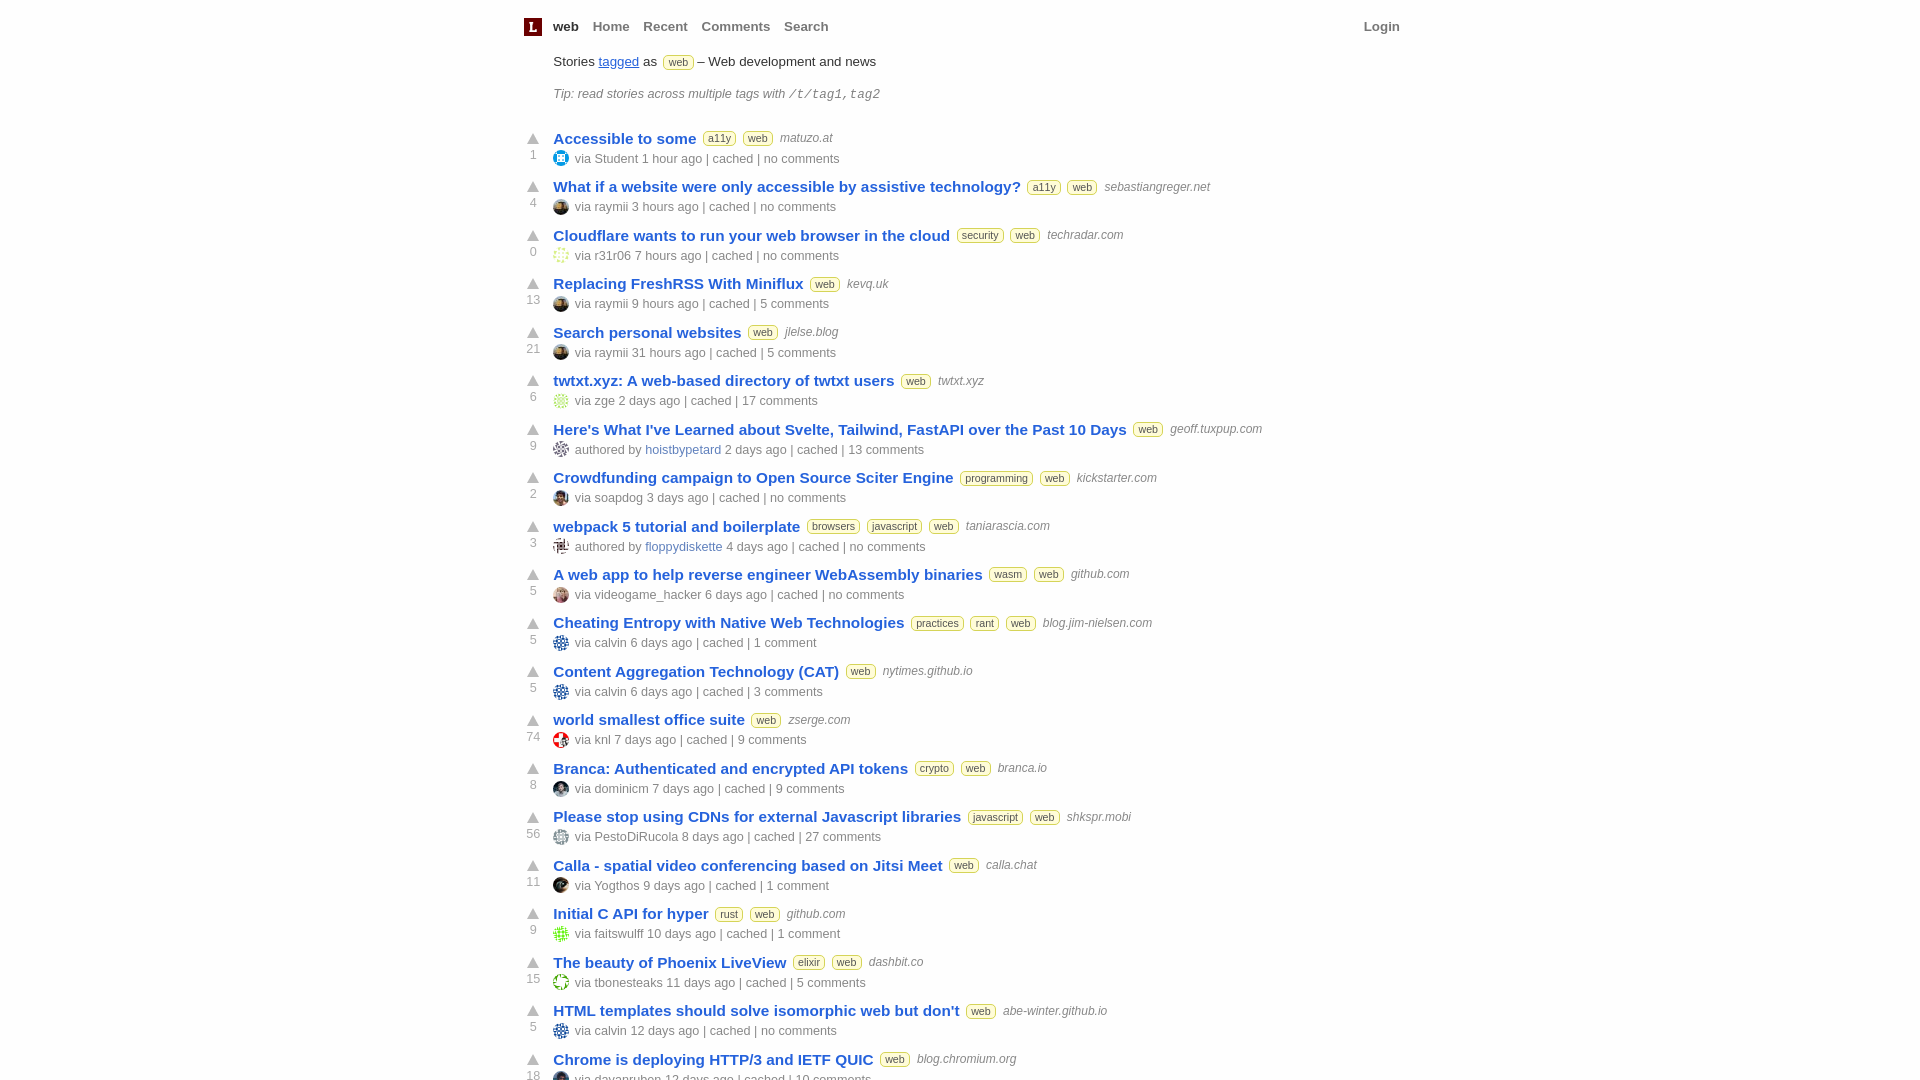 L web Home Recent Comments Search Login
Stories tagged as web – Web development and news
Tip: read stories across multiple tags with /t/tag1,tag2
Accessible to some a11y web matuzo.at
1 via Student 1 hour ago | cached | no comments
What if a website were only accessible by assistive technology? a11y web sebastiangreger.net
4 via raymii 3 hours ago | cached | no comments
Cloudflare wants to run your web browser in the cloud security web techradar.com
0 via r31r06 7 hours ago | cached | no comments
Replacing FreshRSS With Miniflux web kevq.uk
13 via raymii 9 hours ago | cached | 5 comments
Search personal websites web jlelse.blog
21 via raymii 31 hours ago | cached | 5 comments
twtxt.xyz: A web-based directory of twtxt users web twtxt.xyz
6 via zge 2 days ago | cached | 17 comments
Here's What I've Learned about Svelte, Tailwind, FastAPI over the Past 10 Days web geoff.tuxpup.com
9 authored by hoistbypetard 2 days ago | cached | 13 comments
Crowdfunding campaign to Open Source Sciter Engine programming web kickstarter.com
2 via soapdog 3 days ago | cached | no comments
webpack 5 tutorial and boilerplate browsers javascript web taniarascia.com
3 authored by floppydiskette 4 days ago | cached | no comments
A web app to help reverse engineer WebAssembly binaries wasm web github.com
5 via videogame_hacker 6 days ago | cached | no comments
Cheating Entropy with Native Web Technologies practices rant web blog.jim-nielsen.com
5 via calvin 6 days ago | cached | 1 comment
Content Aggregation Technology (CAT) web nytimes.github.io
5 via calvin 6 days ago | cached | 3 comments
world smallest office suite web zserge.com
74 via knl 7 days ago | cached | 9 comments
Branca: Authenticated and encrypted API tokens crypto web branca.io
8 via dominicm 7 days ago | cached | 9 comments
Please stop using CDNs for external Javascript libraries javascript web shkspr.mobi
56 via PestoDiRucola 8 days ago | cached | 27 comments
Calla - spatial video conferencing based on Jitsi Meet web calla.chat
11 via Yogthos 9 days ago | cached | 1 comment
Initial C API for hyper rust web github.com
9 via faitswulff 10 days ago | cached | 1 comment
The beauty of Phoenix LiveView elixir web dashbit.co
15 via tbonesteaks 11 days ago | cached | 5 comments
HTML templates should solve isomorphic web but don't web abe-winter.github.io
5 via calvin 12 days ago | cached | no comments
Chrome is deploying HTTP/3 and IETF QUIC web blog.chromium.org
18 via davanruben 12 days ago | cached | 10 comments